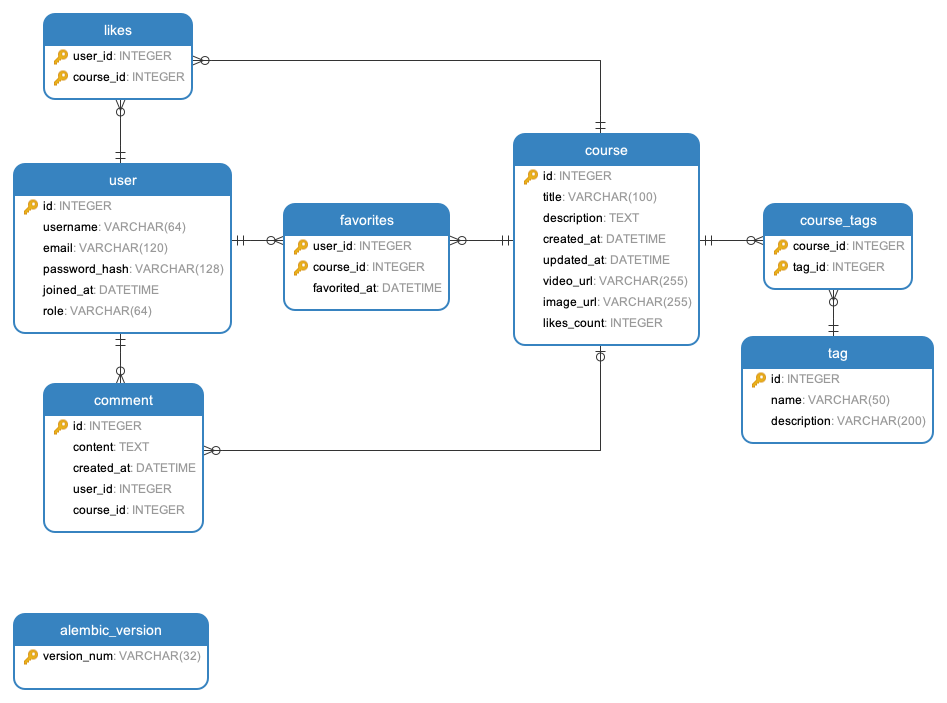 likes
user_id: INTEGER
course_id: INTEGER
user
id: INTEGER
username: VARCHAR(64)
email: VARCHAR(120)
password_hash: VARCHAR(128)
joined_at: DATETIME
role: VARCHAR(64)
favorites
user_id: INTEGER
course_id: INTEGER
favorited_at: DATETIME
course
id: INTEGER
title: VARCHAR(100)
description: TEXT
created_at: DATETIME
updated_at: DATETIME
video_url: VARCHAR(255)
image_url: VARCHAR(255)
likes_count: INTEGER
course_tags
course_id: INTEGER
tag_id: INTEGER
tag
id: INTEGER
name: VARCHAR(50)
description: VARCHAR(200)
comment
id: INTEGER
content: TEXT
created_at: DATETIME
user_id: INTEGER
course_id: INTEGER
alembic_version
version_num: VARCHAR(32)